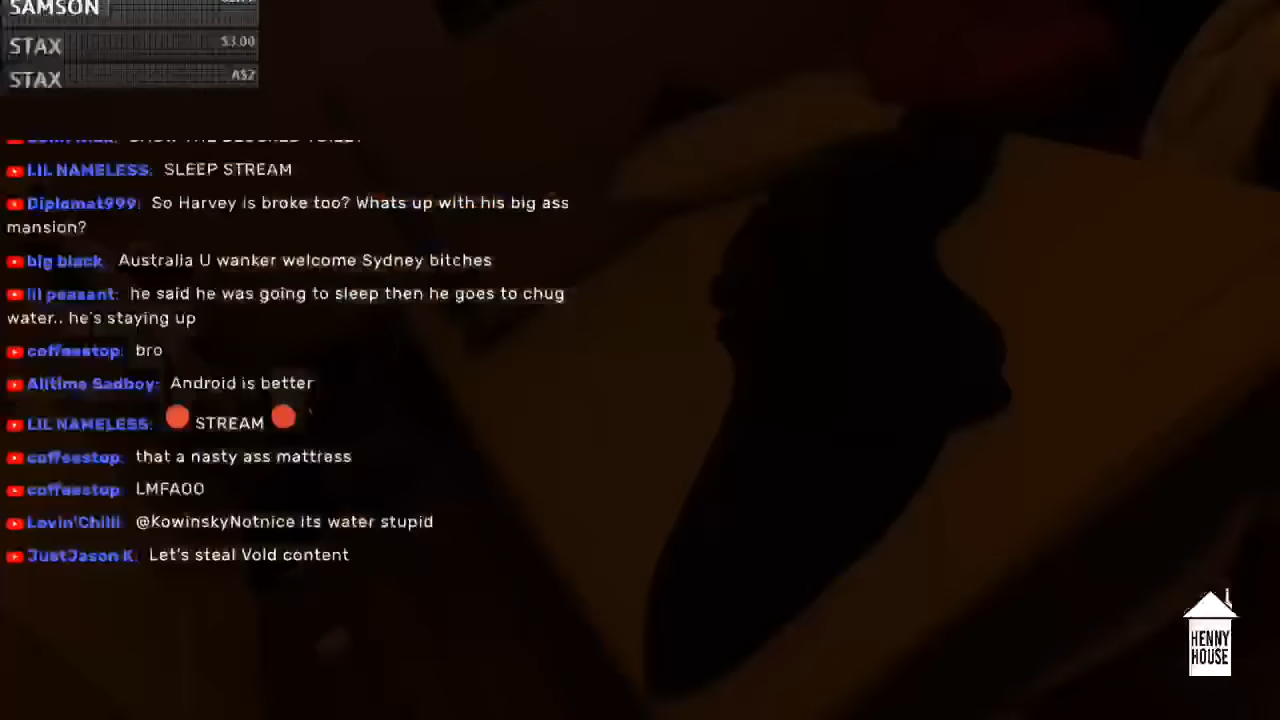 SAMSON
STAX $3.00
STAX A$2
LIL NAMELESS: SLEEP STREAM
Diplomat999: So Harvey is broke too? Whats up with his big ass
mansion?
big black: Australia U wanker welcome Sydney bitches
lil peasant: he said he was going to sleep then he goes to chug
water.. he's staying up
coffeestop: bro
Alltime Sadboy: Android is better
LIL NAMELESS: 🔴 STREAM 🔴
coffeestop: that a nasty ass mattress
coffeestop: LMFAOO
Lovin'Chilli: @KowinskyNotnice its water stupid
JustJason K: Let's steal Vold content
HENNY
HOUSE